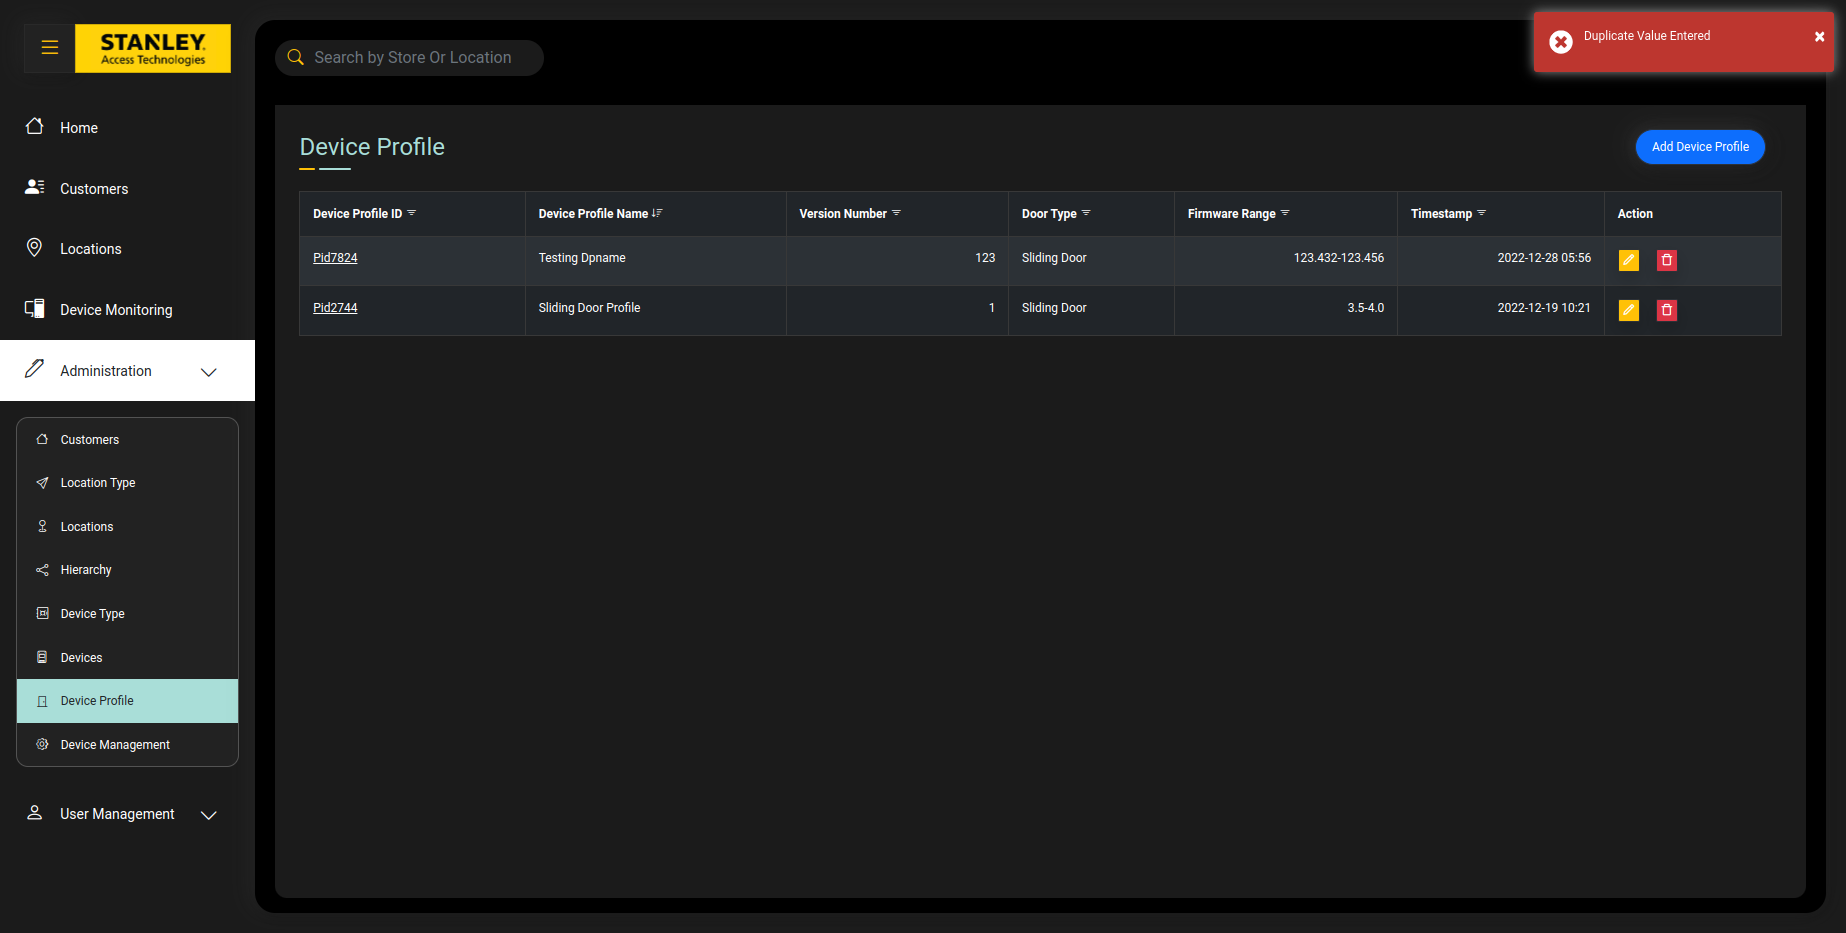 STANLEY.
Access Technologies
Search by Store Or Location
Duplicate Value Entered
Home
Customers
Locations
Device Monitoring
Administration
Customers
Location Type
Locations
Hierarchy
Device Type
Devices
Device Profile
Device Management
User Management
Device Profile
Add Device Profile
Device Profile ID Device Profile Name Version Number Door Type Firmware Range Timestamp Action
Pid7824 Testing Dpname 123 Sliding Door 123.432-123.456 2022-12-28 05:56
Pid2744 Sliding Door Profile 1 Sliding Door 3.5-4.0 2022-12-19 10:21